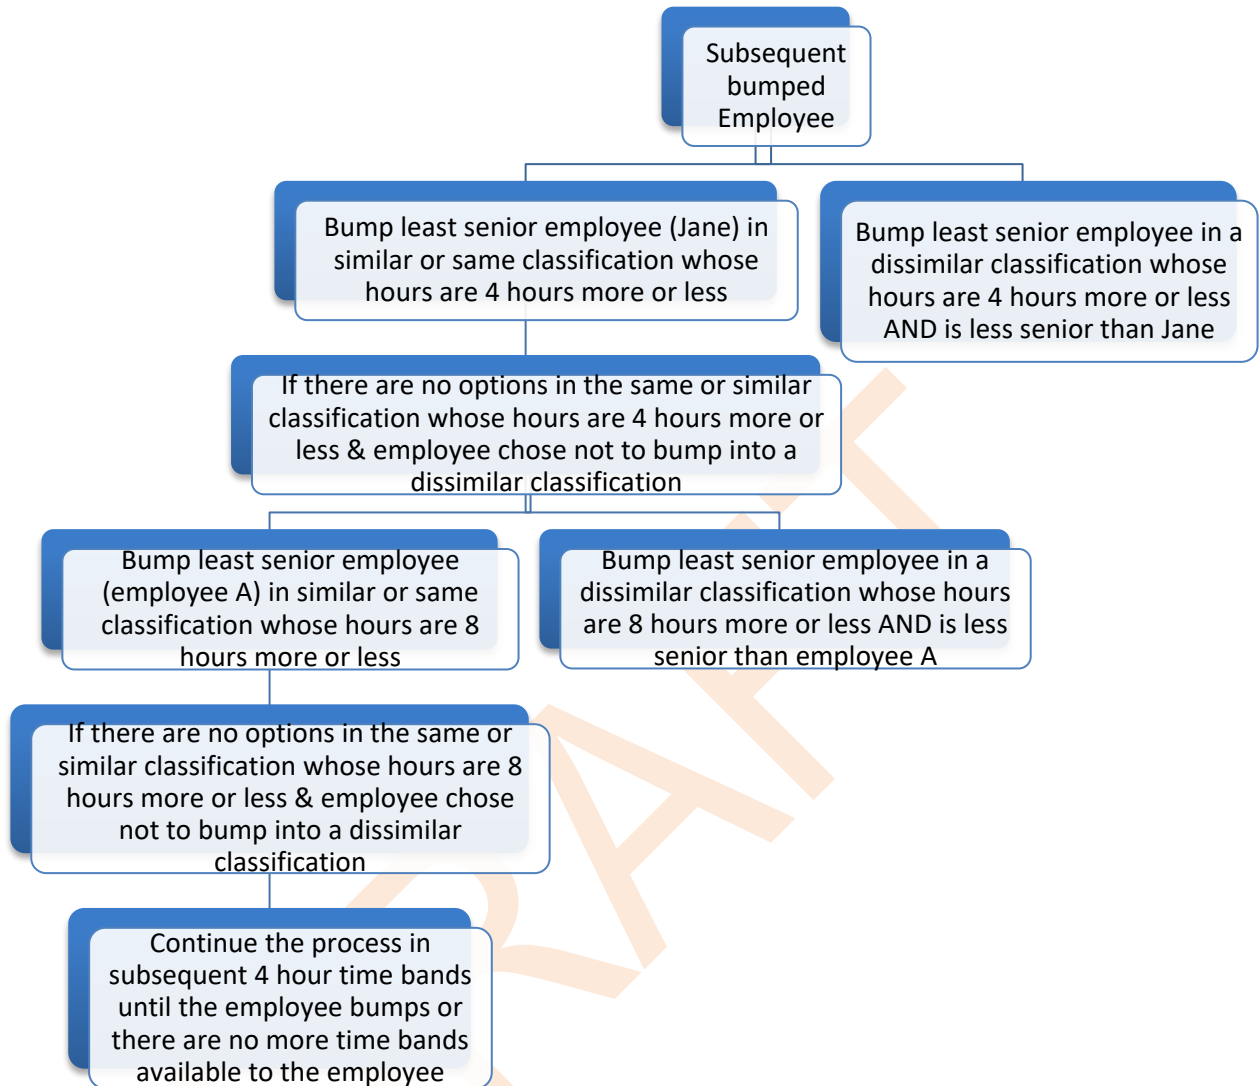 Subsequent
bumped
Employee
Bump least senior employee (Jane) in
similar or same classification whose
hours are 4 hours more or less
Bump least senior employee in a
dissimilar classification whose
hours are 4 hours more or less
AND is less senior than Jane
If there are no options in the same or similar
classification whose hours are 4 hours more or
less & employee chose not to bump into a
dissimilar classification
Bump least senior employee
(employee A) in similar or same
classification whose hours are 8
hours more or less
Bump least senior employee in a
dissimilar classification whose hours
are 8 hours more or less AND is less
senior than employee A
If there are no options in the same or
similar classification whose hours are 8
hours more or less & employee chose
not to bump into a dissimilar
classification
Continue the process in
subsequent 4 hour time bands
until the employee bumps or
there are no more time bands
available to the employee
RAFT